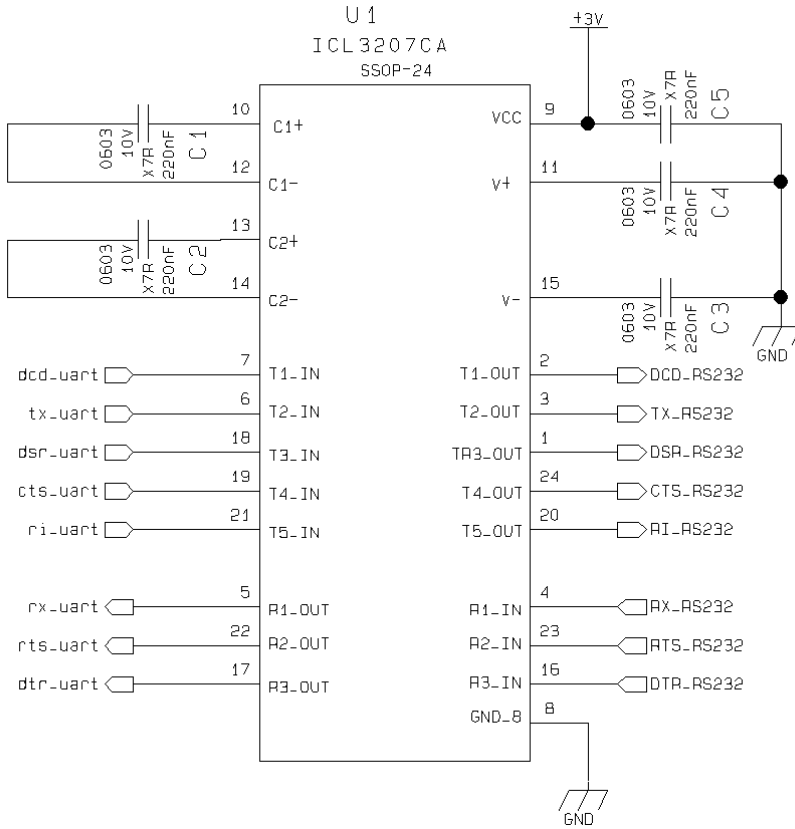 U1
ICL3207CA
SSOP-24
+3V
10 C1+
12 C1-
13 C2+
14 C2-
0603
10V
X7R
220nF
C1
0603
10V
X7R
220nF
C2
VCC 9
V+ 11
V- 15
0603
10V
X7R
220nF
C5
0603
10V
X7R
220nF
C4
0603
10V
X7R
220nF
C3
GND
dcd_uart 7 T1_IN T1_OUT 2 DCD_RS232
tx_uart 6 T2_IN T2_OUT 3 TX_RS232
dsr_uart 18 T3_IN TR3_OUT 1 DSR_RS232
cts_uart 19 T4_IN T4_OUT 24 CTS_RS232
ri_uart 21 T5_IN T5_OUT 20 RI_RS232
rx_uart 5 R1_OUT R1_IN 4 RX_RS232
rts_uart 22 R2_OUT R2_IN 23 RTS_RS232
dtr_uart 17 R3_OUT R3_IN 16 DTR_RS232
GND_8 8
GND